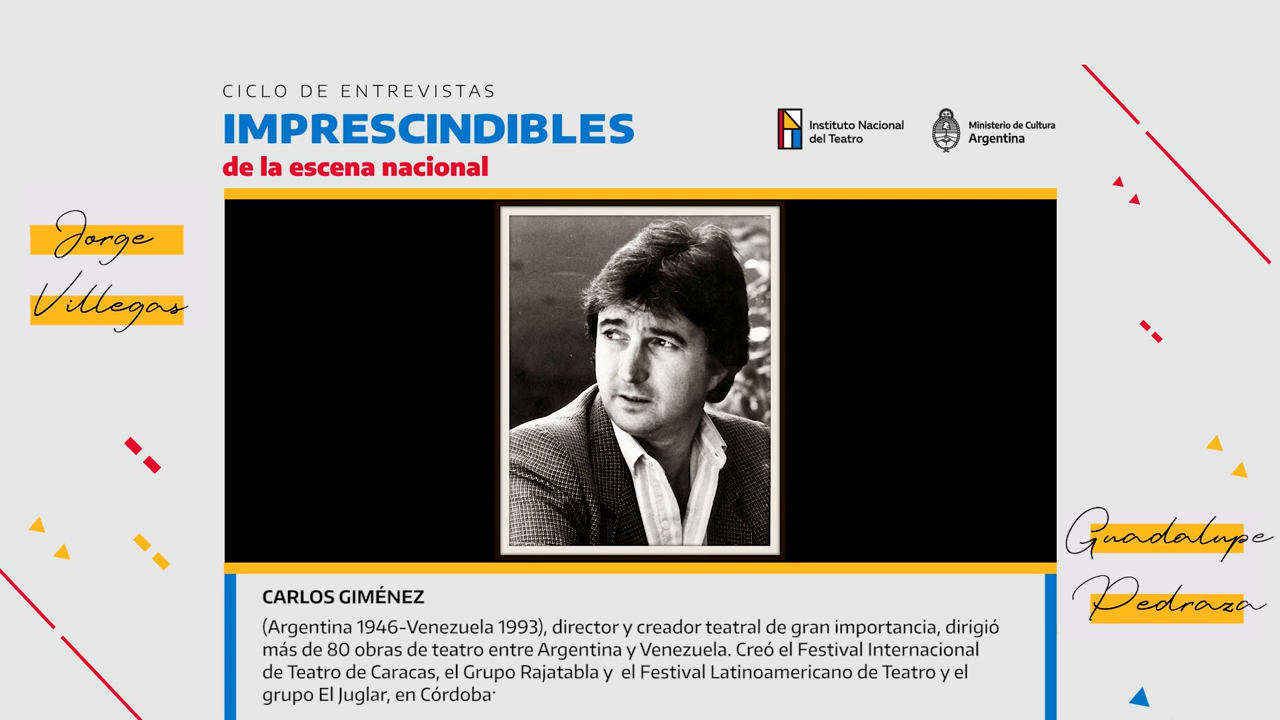 CICLO DE ENTREVISTAS
IMPRESCINDIBLES
de la escena nacional
Instituto Nacional
del Teatro
Ministerio de Cultura
Argentina
Jorge
Villegas
Guadalupe
Pedraza
CARLOS GIMÉNEZ
(Argentina 1946-Venezuela 1993), director y creador teatral de gran importancia, dirigió
más de 80 obras de teatro entre Argentina y Venezuela. Creó el Festival Internacional
de Teatro de Caracas, el Grupo Rajatabla y el Festival Latinoamericano de Teatro y el
grupo El Juglar, en Córdoba·